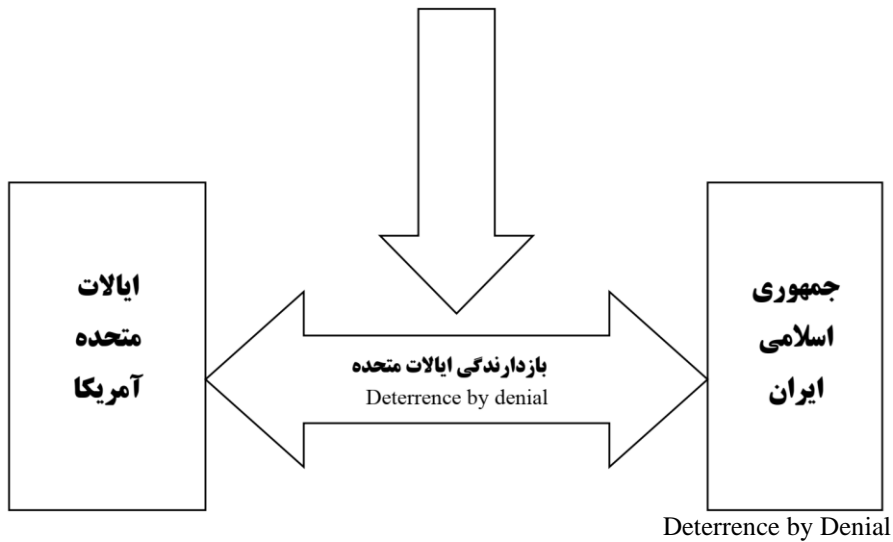 جمهوری
اسلامی
ایران
بازدارندگی ایالات متحده
Deterrence by denial
ایالات
متحده
آمریکا
Deterrence by Denial